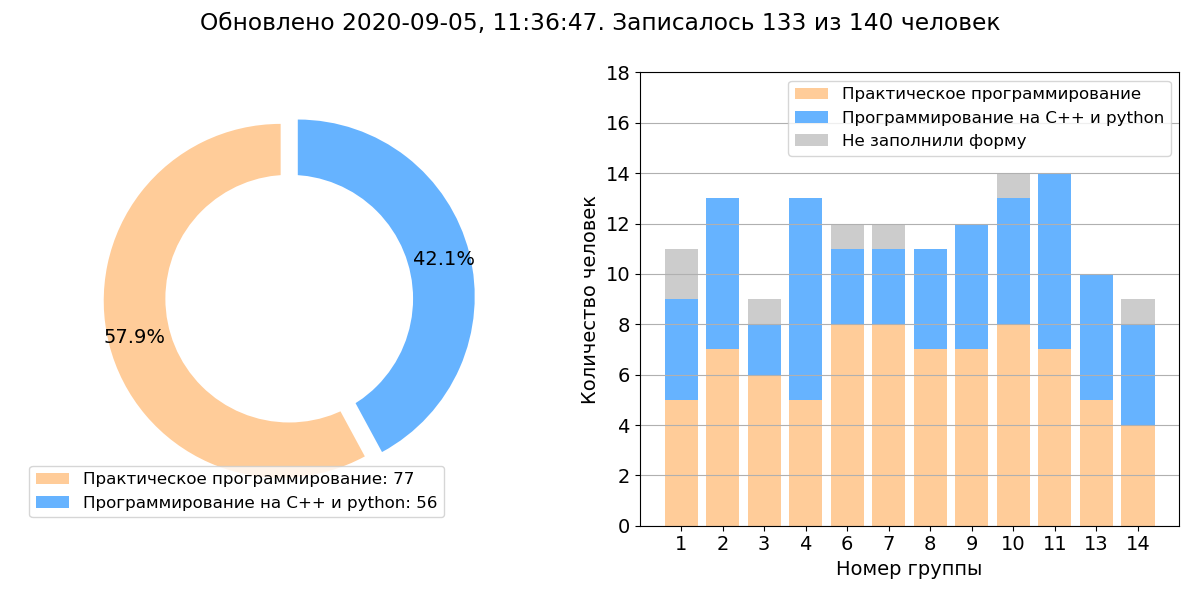 Обновлено 2020-09-05, 11:36:47. Записалось 133 из 140 человек
42.1%
57.9%
Практическое программирование: 77
Программирование на C++ и python: 56
Практическое программирование
Программирование на C++ и python
Не заполнили форму
Количество человек
18
16
14
12
10
8
6
4
2
0
1 2 3 4 6 7 8 9 10 11 13 14
Номер группы